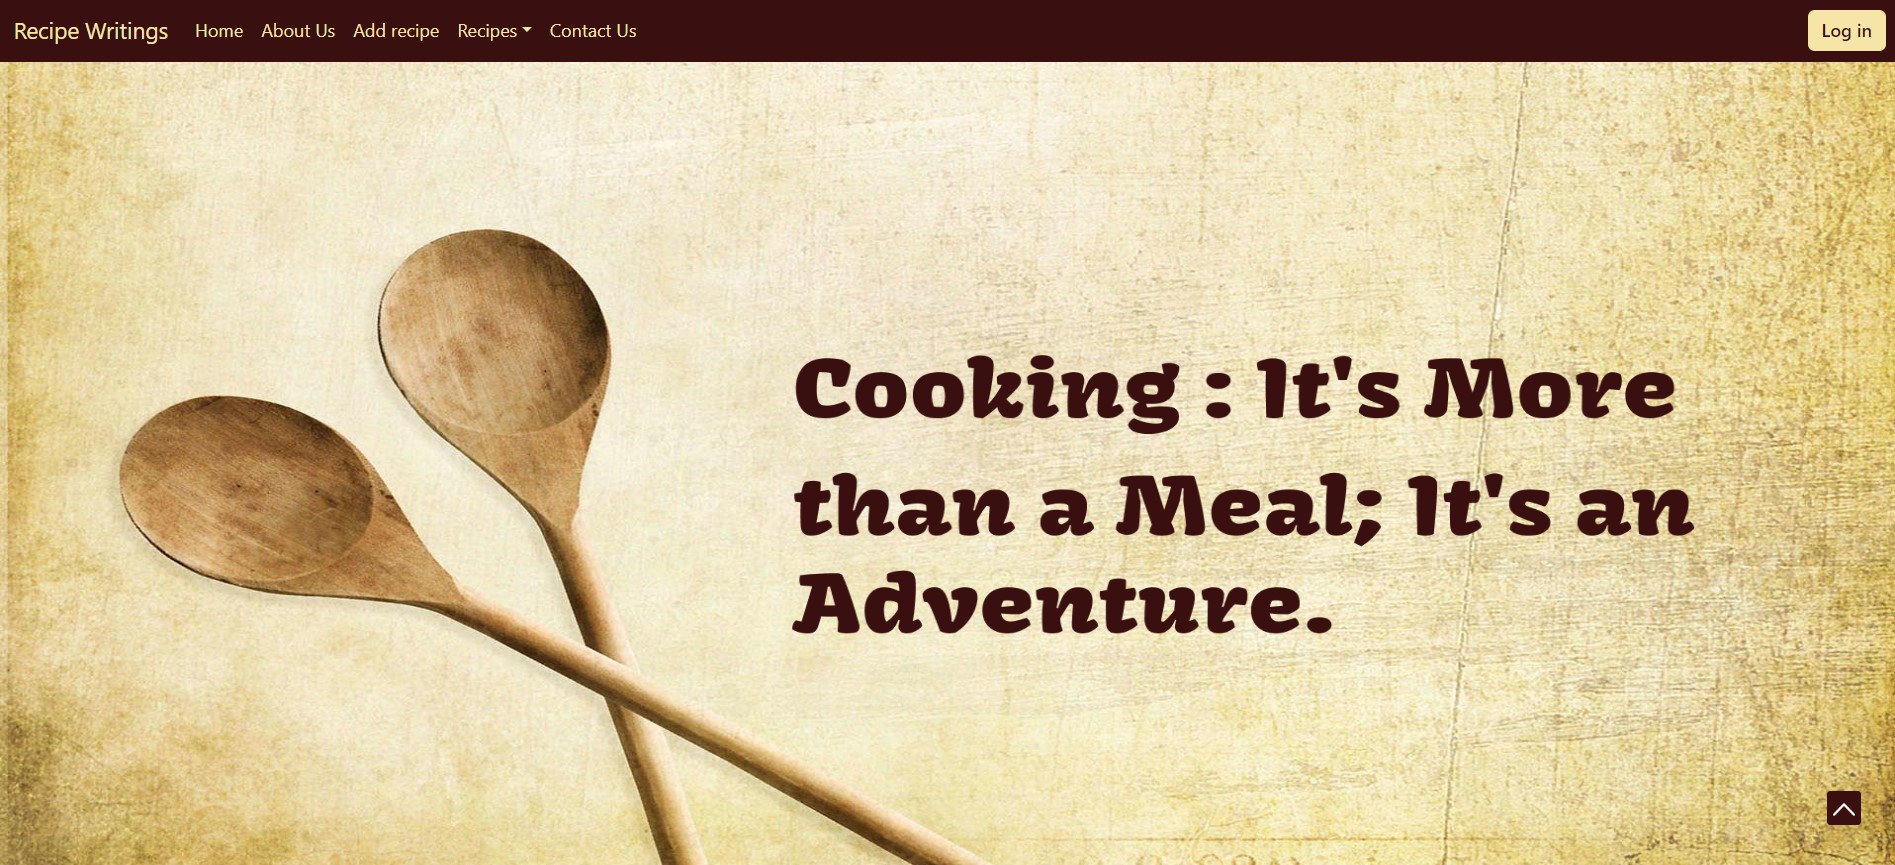 Recipe Writings Home About Us Add recipe Recipes Contact Us Log in
Cooking : It's More
than a Meal; It's an
Adventure.